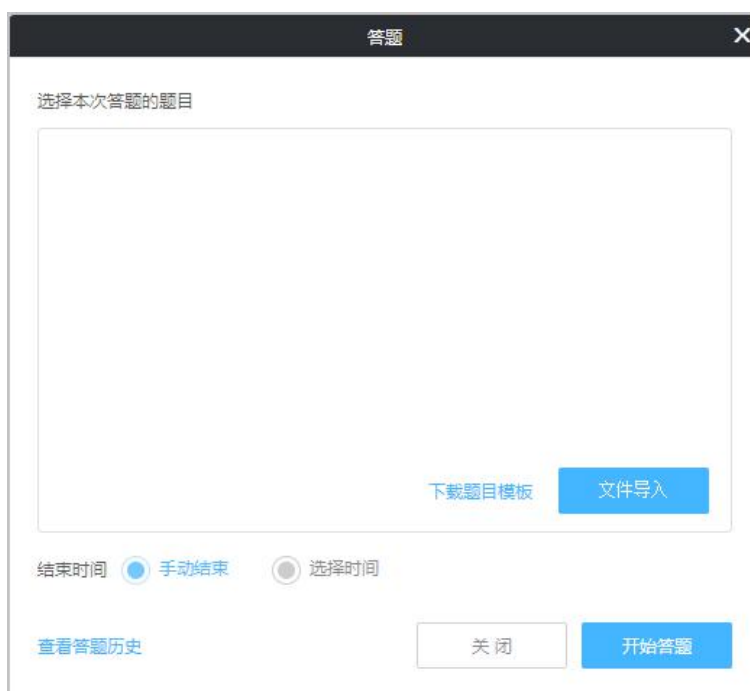 答题
选择本次答题的题目
下载题目模板 文件导入
结束时间 手动结束 选择时间
查看答题历史 关闭 开始答题